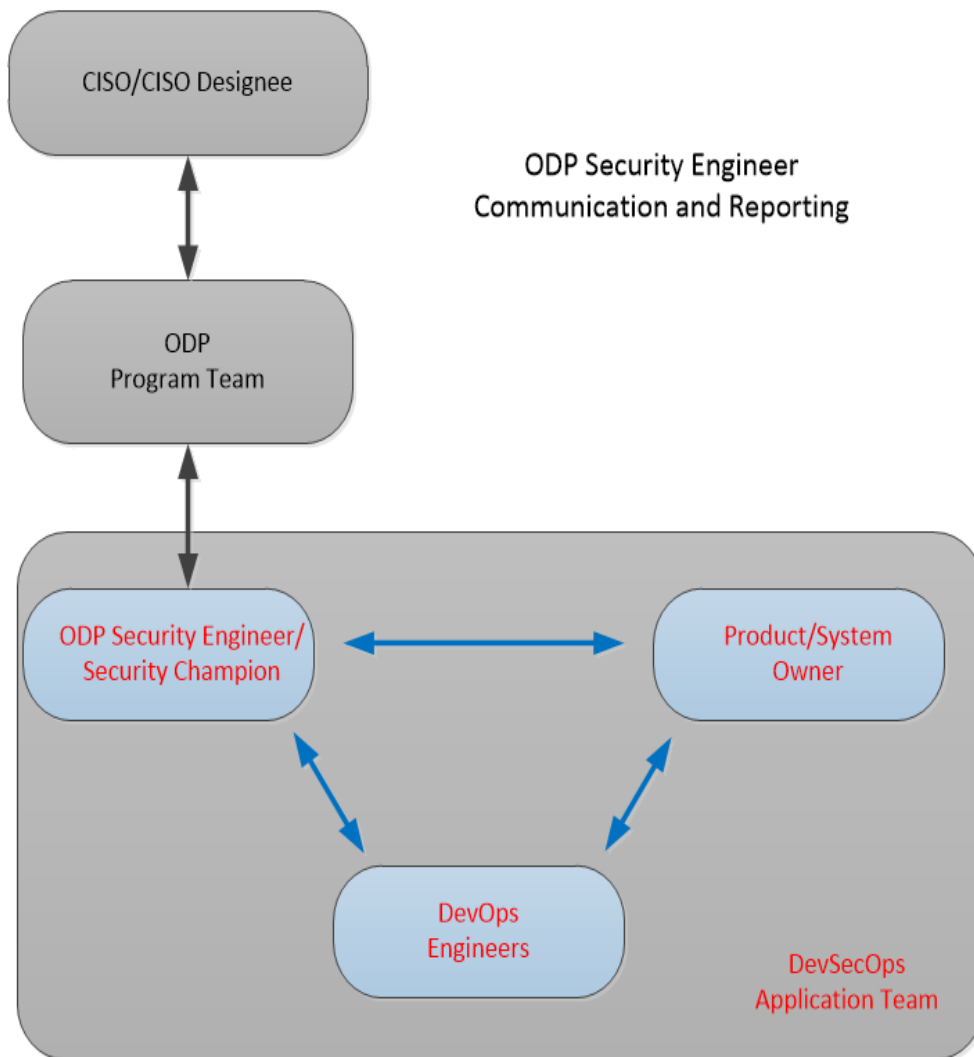 CISO/CISO Designee
ODP Security Engineer
Communication and Reporting
ODP
Program Team
ODP Security Engineer/
Security Champion
Product/System
Owner
DevOps
Engineers
DevSecOps
Application Team